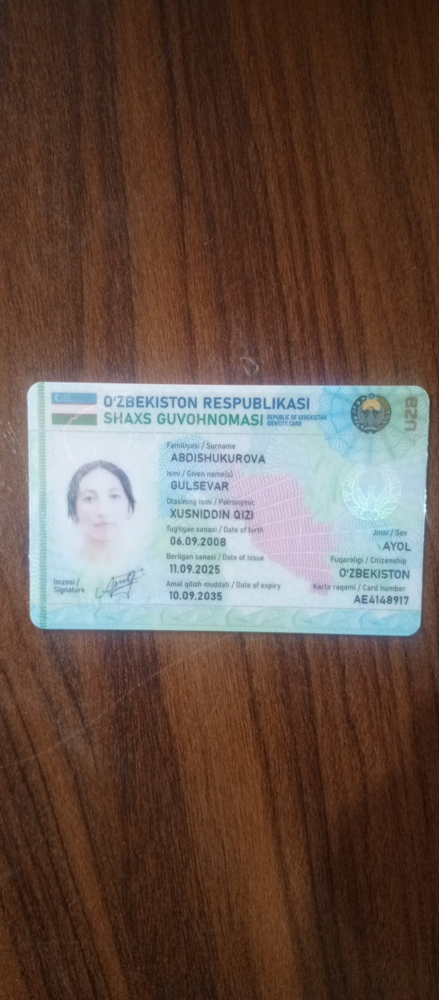 O'ZBEKISTON RESPUBLIKASI
SHAXS GUVOHNOMASI REPUBLIC OF UZBEKISTAN IDENTITY CARD
UZB
Familiyasi / Surname
ABDISHUKUROVA
Ismi / Given name(s)
GULSEVAR
Otasining ismi / Patronymic
XUSNIDDIN QIZI
Tug'ilgan sanasi / Date of birth
06.09.2008
Jinsi / Sex
AYOL
Berilgan sanasi / Date of issue
11.09.2025
Fuqaroligi / Citizenship
O'ZBEKISTON
Amal qilish muddati / Date of expiry
10.09.2035
Karta raqami / Card number
AE4148917
Imzosi /
Signature